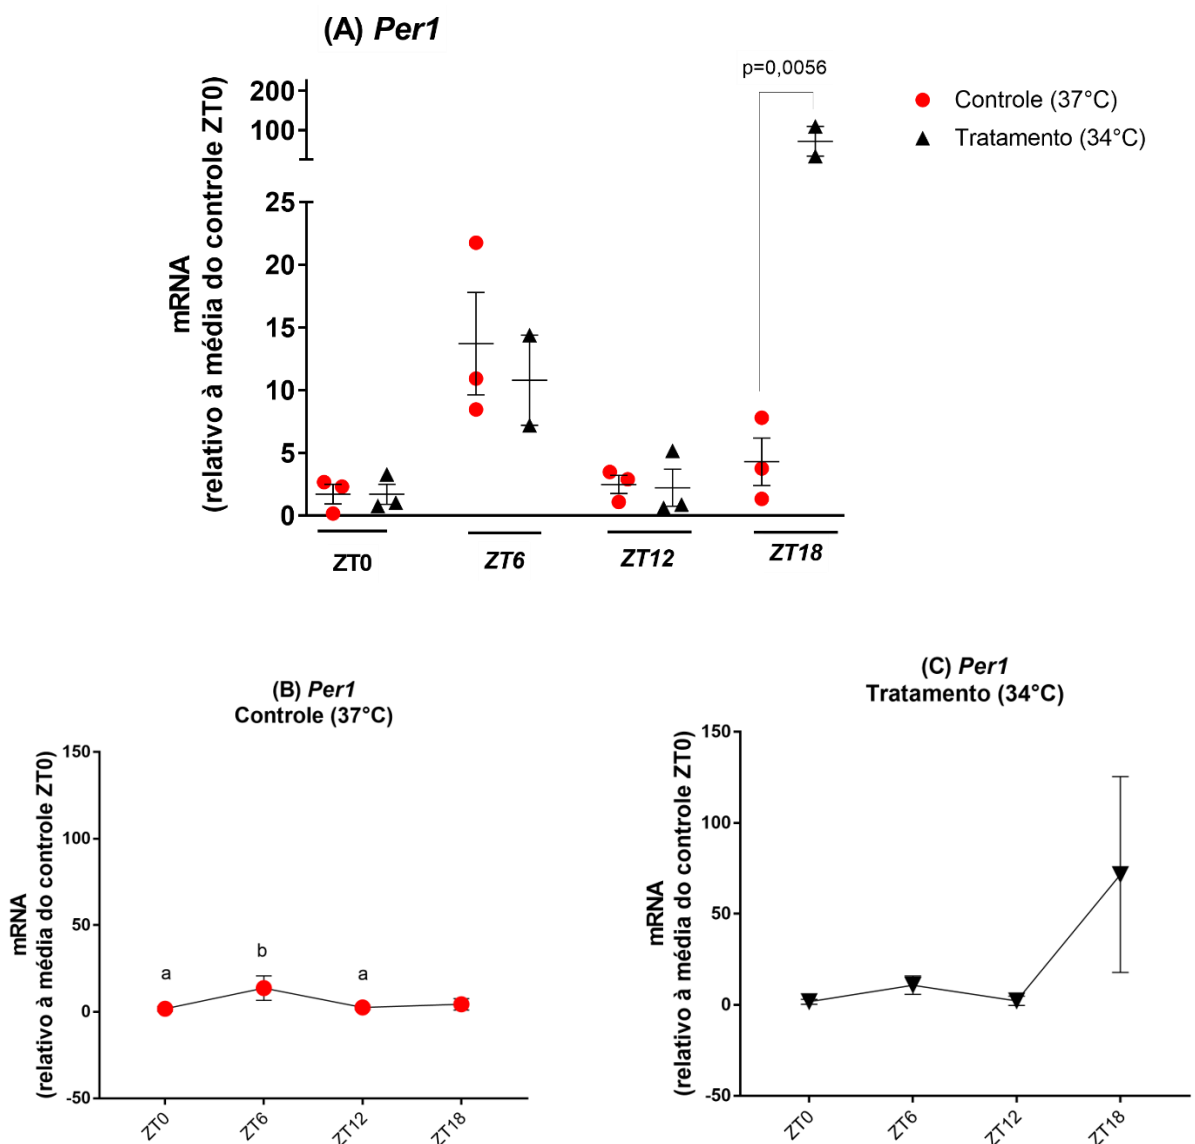 (A) Per1
p=0,0056
Controle (37°C)
Tratamento (34°C)
mRNA
(relativo à média do controle ZT0)
200
100
25
20
15
10
5
0
ZT0
ZT6
ZT12
ZT18
(B) Per1
Controle (37°C)
mRNA
(relativo à média do controle ZT0)
150
100
50
0
-50
a
b
a
ZT0
ZT6
ZT12
ZT18
(C) Per1
Tratamento (34°C)
mRNA
(relativo à média do controle ZT0)
150
100
50
0
-50
ZT0
ZT6
ZT12
ZT18